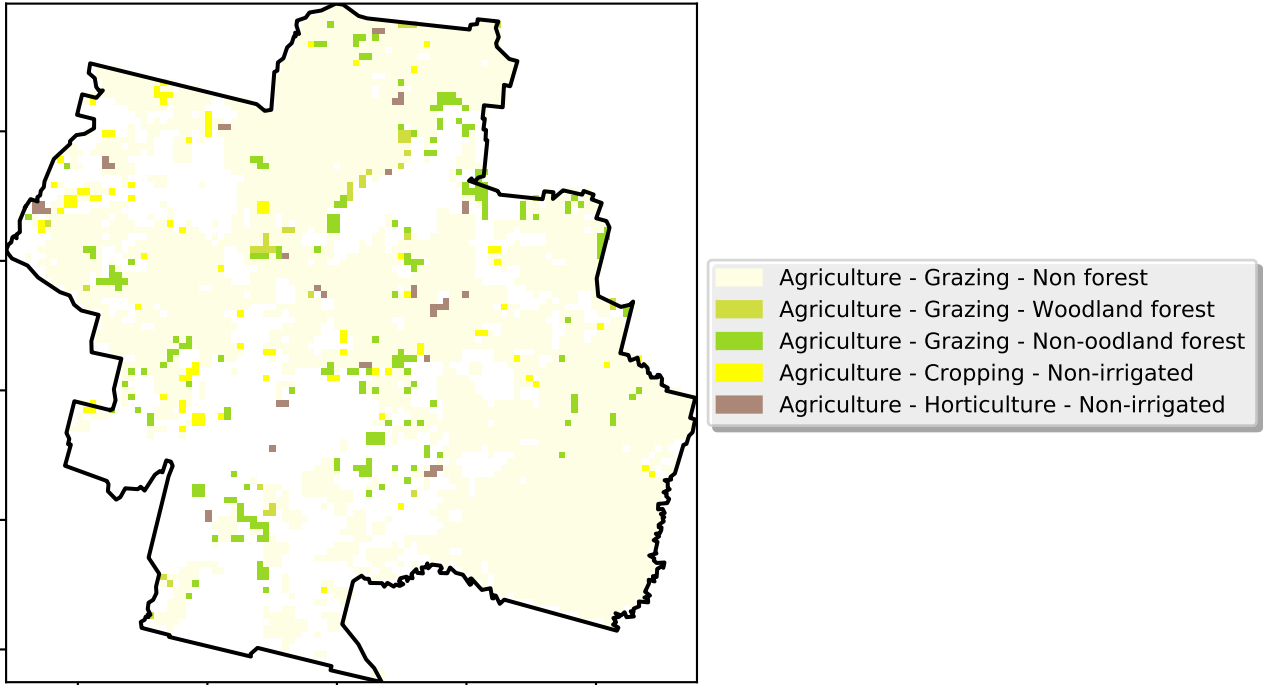 Agriculture - Grazing - Non forest
Agriculture - Grazing - Woodland forest
Agriculture - Grazing - Non-oodland forest
Agriculture - Cropping - Non-irrigated
Agriculture - Horticulture - Non-irrigated